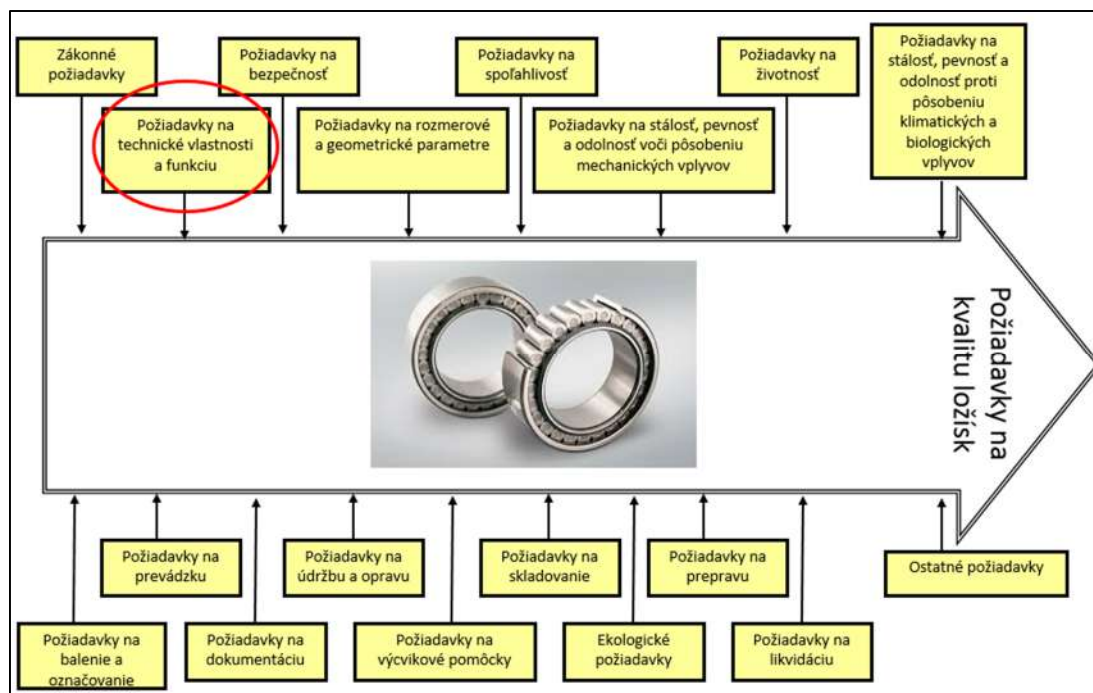 Zákonné
požiadavky
Požiadavky na
bezpečnosť
Požiadavky na
spoľahlivosť
Požiadavky na
životnosť
Požiadavky na
stálosť, pevnosť a
odolnosť proti
pôsobeniu
klimatických a
biologických
vplyvov
Požiadavky na
technické vlastnosti
a funkciu
Požiadavky na rozmerové
a geometrické parametre
Požiadavky na stálosť, pevnosť
a odolnosť voči pôsobeniu
mechanických vplyvov
Požiadavky na
kvalitu ložísk
Požiadavky na
prevádzku
Požiadavky na
údržbu a opravu
Požiadavky na
skladovanie
Požiadavky na
prepravu
Ostatné požiadavky
Požiadavky na
balenie a
označovanie
Požiadavky na
dokumentáciu
Požiadavky na
výcvikové pomôcky
Ekologické
požiadavky
Požiadavky na
likvidáciu